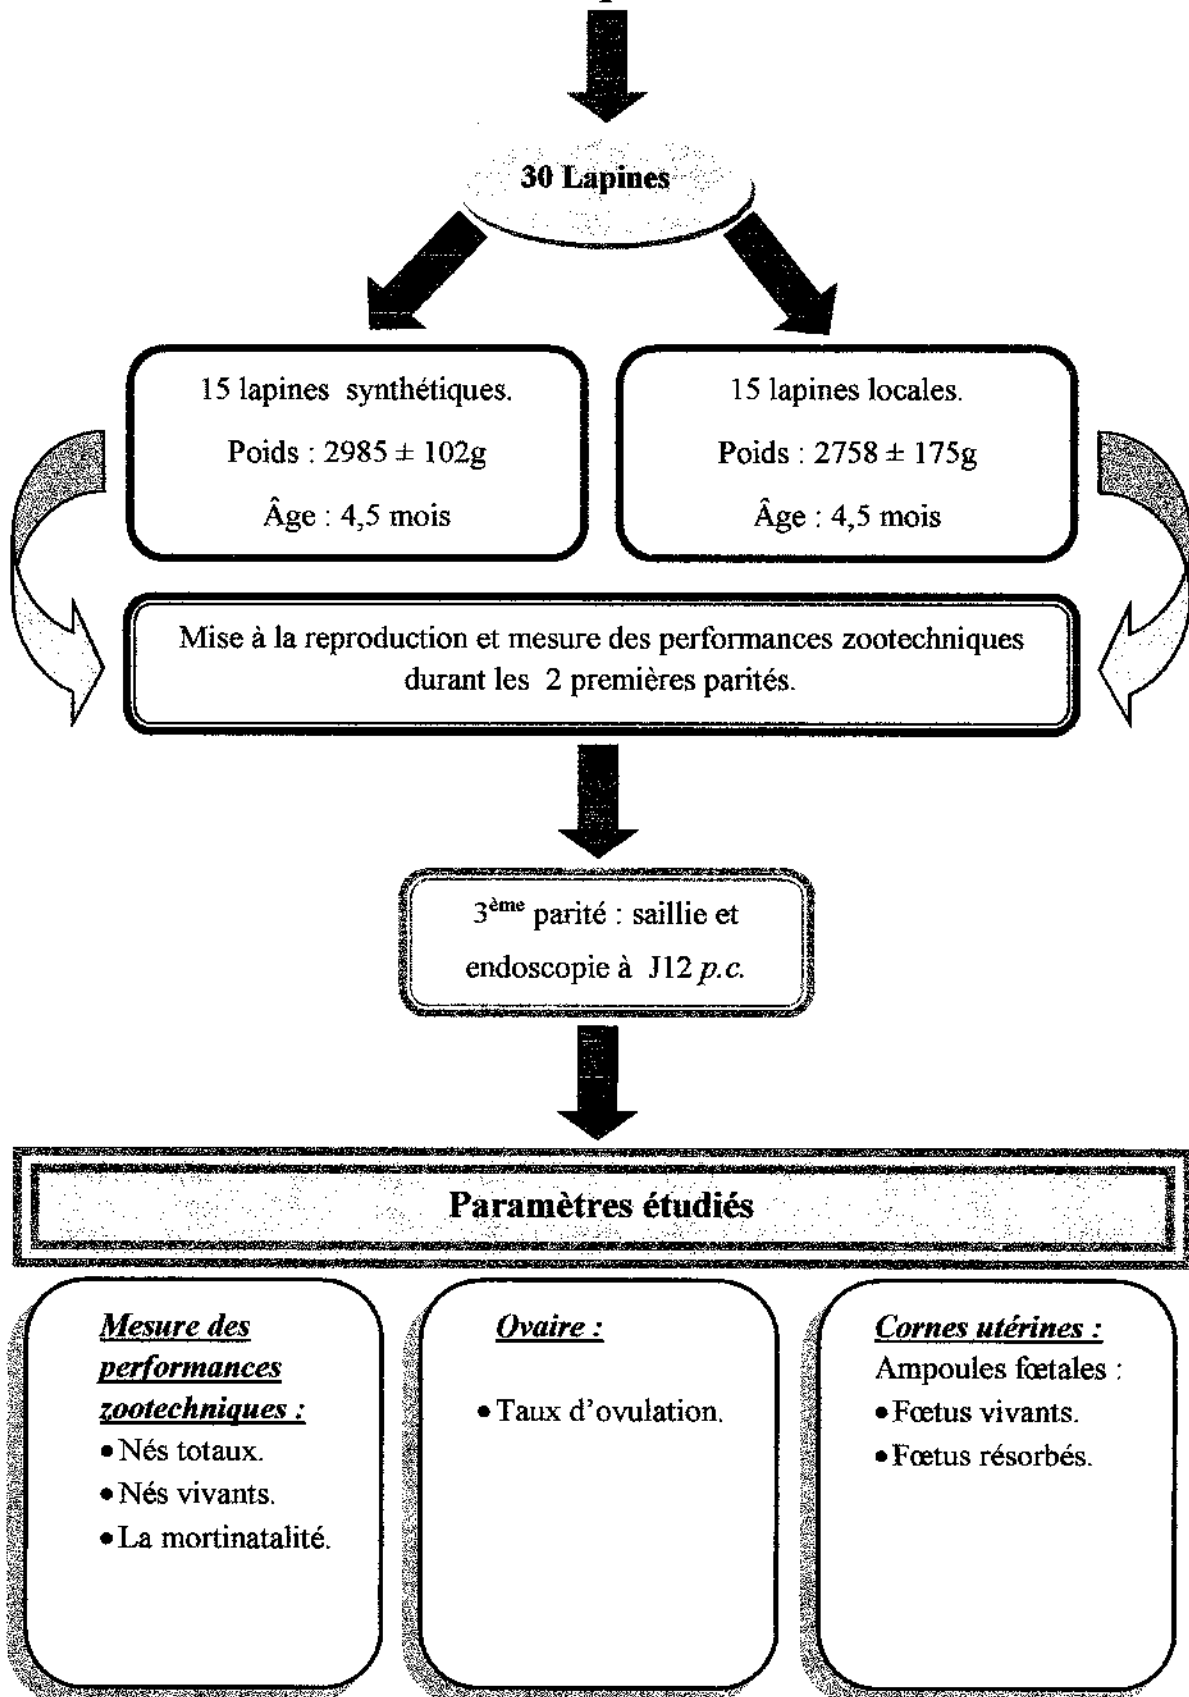 30 Lapines
15 lapines synthétiques.
Poids : 2985 ± 102g
Âge : 4,5 mois
15 lapines locales.
Poids : 2758 ± 175g
Âge : 4,5 mois
Mise à la reproduction et mesure des performances zootechniques
durant les 2 premières parités.
3ème parité : saillie et
endoscopie à J12 p.c.
Paramètres étudiés
Mesure des
performances
zootechniques :
• Nés totaux.
• Nés vivants.
• La mortinatalité.
Ovaire :
• Taux d'ovulation.
Cornes utérines :
Ampoules fœtales :
• Fœtus vivants.
• Fœtus résorbés.